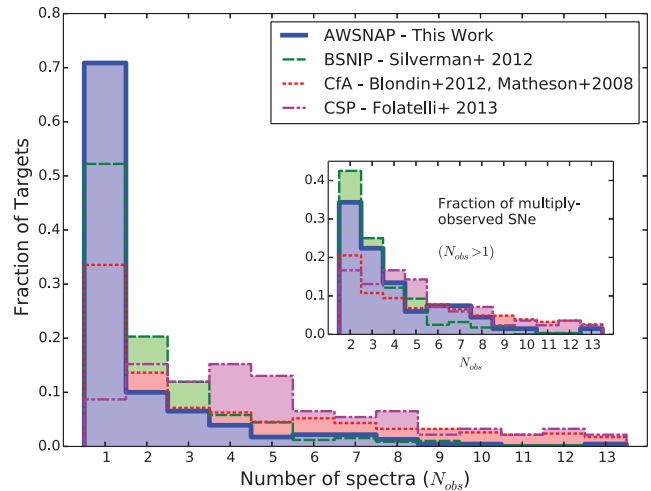 AWSNAP - This Work
BSNIP - Silverman+ 2012
CfA - Blondin+2012, Matheson+2008
CSP - Folatelli+ 2013
Fraction of Targets
0.8
0.7
0.6
0.5
0.4
0.3
0.2
0.1
0.0
Fraction of multiply-
observed SNe
(N_obs >1)
0.4
0.3
0.2
0.1
0.0
2 3 4 5 6 7 8 9 10 11 12 13
N_obs
1 2 3 4 5 6 7 8 9 10 11 12 13
Number of spectra (N_obs)